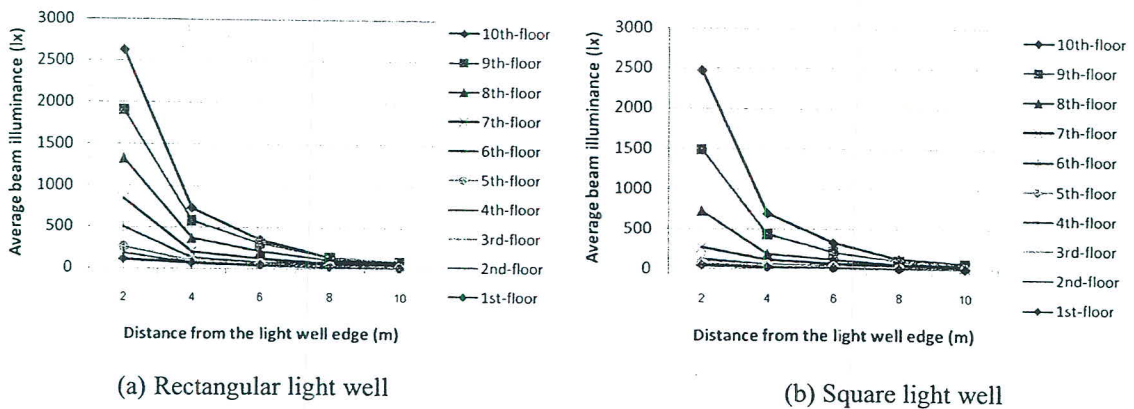 Average beam illuminance (lx)
3000
2500
2000
1500
1000
500
0
2 4 6 8 10
Distance from the light well edge (m)
10th-floor
9th-floor
8th-floor
7th-floor
6th-floor
5th-floor
4th-floor
3rd-floor
2nd-floor
1st-floor
(a) Rectangular light well
Average beam illuminance (lx)
3000
2500
2000
1500
1000
500
0
2 4 6 8 10
Distance from the light well edge (m)
10th-floor
9th-floor
8th-floor
7th-floor
6th-floor
5th-floor
4th-floor
3rd-floor
2nd-floor
1st-floor
(b) Square light well